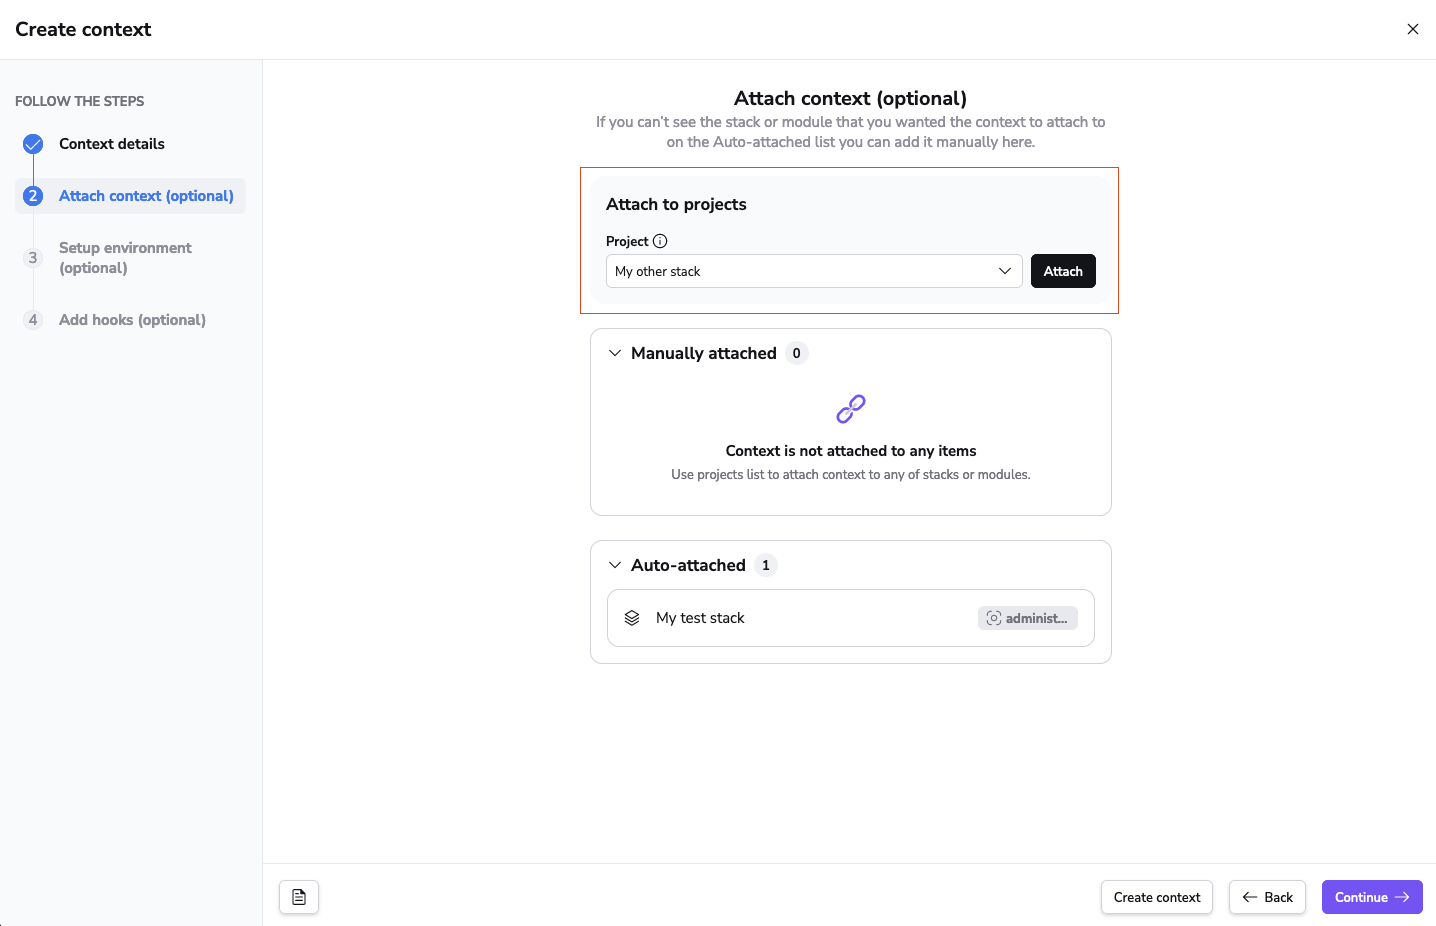 Create context
FOLLOW THE STEPS
Context details
2
Attach context (optional)
3
Setup environment
(optional)
4
Add hooks (optional)
Attach context (optional)
If you can't see the stack or module that you wanted the context to attach to
on the Auto-attached list you can add it manually here.
Attach to projects
Project
My other stack
Attach
Manually attached 0
Context is not attached to any items
Use projects list to attach context to any of stacks or modules.
Auto-attached 1
My test stack
administ...
Create context
Back
Continue